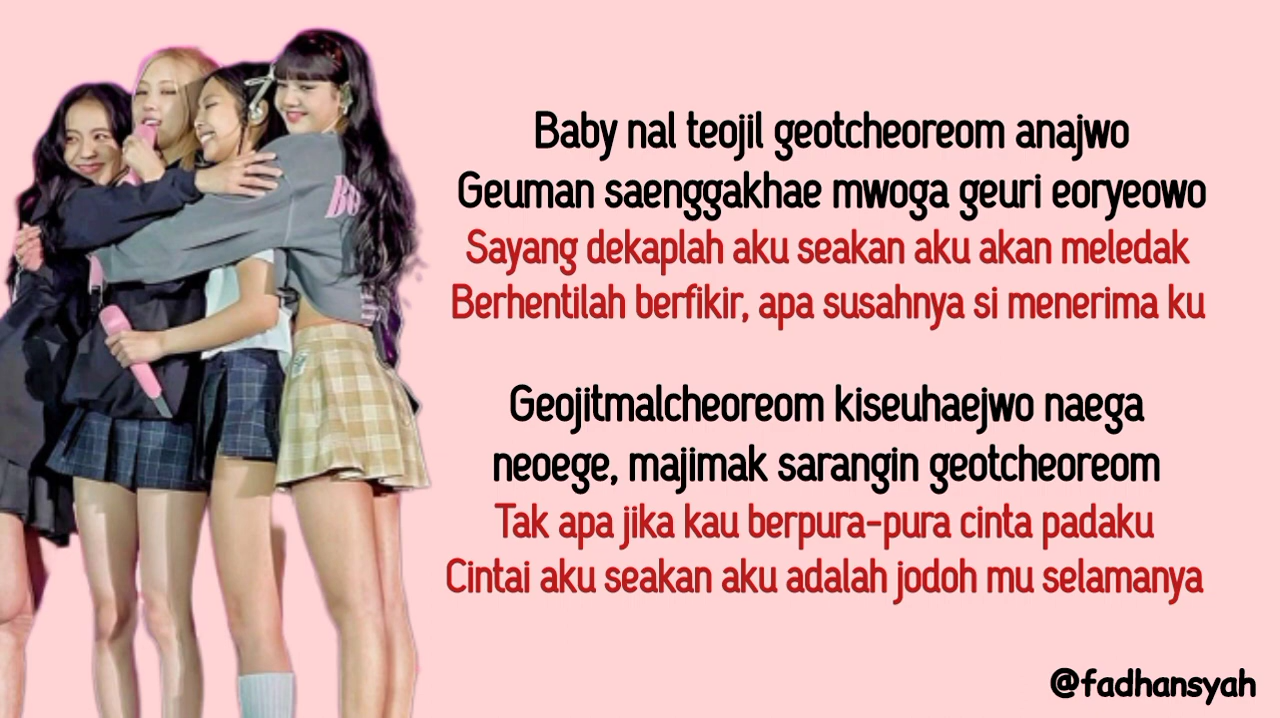 Baby nal teojil geotcheoreom anajwo
Geuman saenggakhae mwoga geuri eoryeowo
Sayang dekaplah aku seakan aku akan meledak
Berhentilah berfikir, apa susahnya si menerima ku
Geojitmalcheoreom kiseuhaejwo naega
neoege, majimak sarangin geotcheoreom
Tak apa jika kau berpura-pura cinta padaku
Cintai aku seakan aku adalah jodoh mu selamanya
@fadhansyah